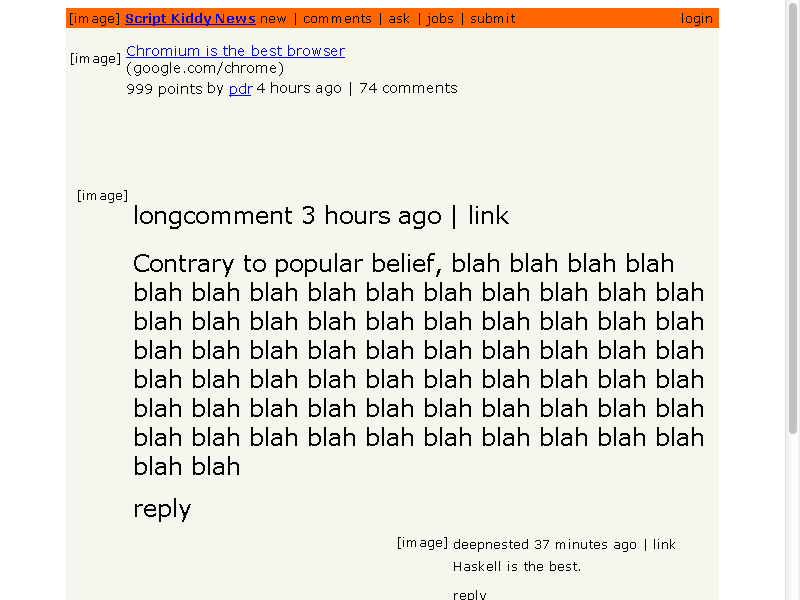 [image] Script Kiddy News new | comments | ask | jobs | submit login
[image] Chromium is the best browser
(google.com/chrome)
999 points by pdr 4 hours ago | 74 comments
[image]
longcomment 3 hours ago | link
Contrary to popular belief, blah blah blah blah
blah blah blah blah blah blah blah blah blah blah
blah blah blah blah blah blah blah blah blah blah
blah blah blah blah blah blah blah blah blah blah
blah blah blah blah blah blah blah blah blah blah
blah blah blah blah blah blah blah blah blah blah
blah blah blah blah blah blah blah blah blah blah
blah blah
reply
[image] deepnested 37 minutes ago | link
Haskell is the best.
reply